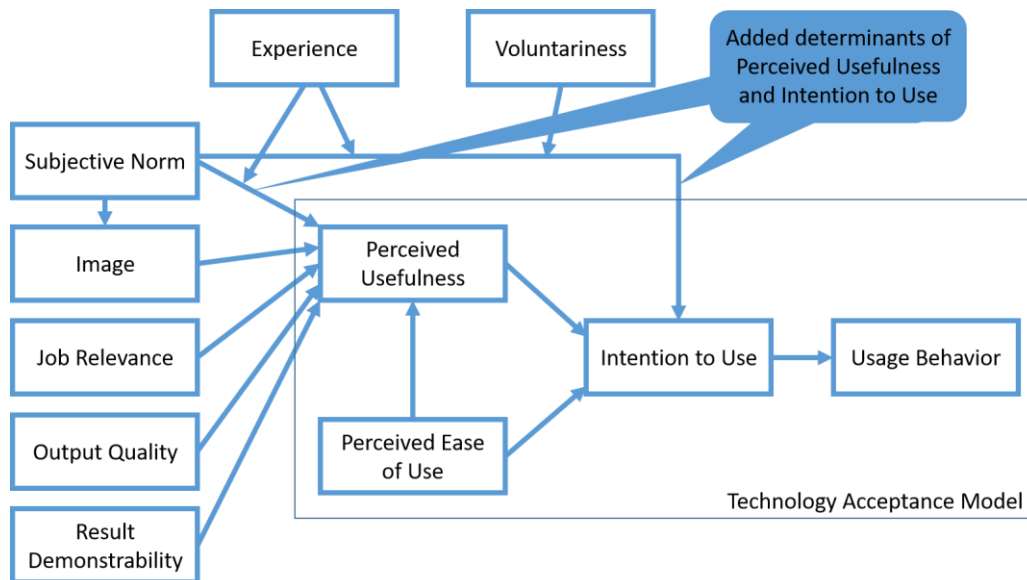 Experience
Voluntariness
Added determinants of
Perceived Usefulness
and Intention to Use
Subjective Norm
Image
Perceived
Usefulness
Job Relevance
Intention to Use
Usage Behavior
Output Quality
Perceived Ease
of Use
Technology Acceptance Model
Result
Demonstrability